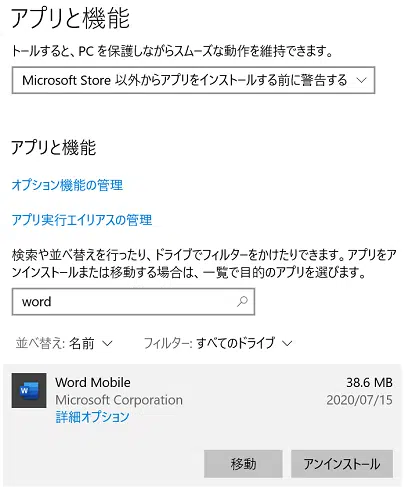 アプリと機能
トールすると、PC を保護しながらスムーズな動作を維持できます。
Microsoft Store 以外からアプリをインストールする前に警告する
アプリと機能
オプション機能の管理
アプリ実行エイリアスの管理
検索や並べ替えを行ったり、ドライブでフィルターをかけたりできます。アプリをア
ンインストールまたは移動する場合は、一覧で目的のアプリを選びます。
word
並べ替え: 名前 フィルター: すべてのドライブ
Word Mobile 38.6 MB
Microsoft Corporation 2020/07/15
詳細オプション
移動 アンインストール